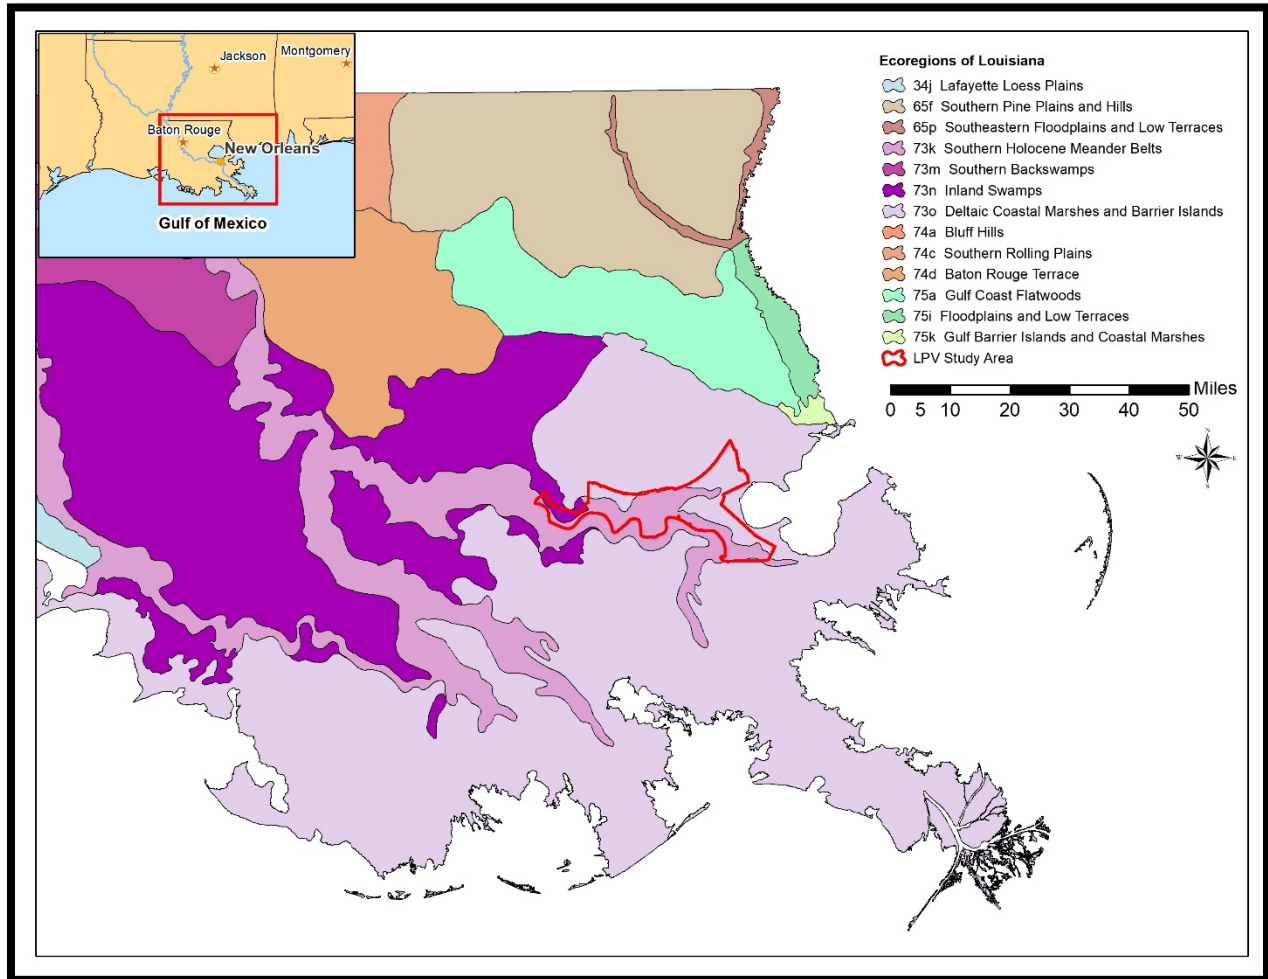 Jackson
Montgomery
Baton Rouge
New Orleans
Gulf of Mexico
Ecoregions of Louisiana
34j Lafayette Loess Plains
65f Southern Pine Plains and Hills
65p Southeastern Floodplains and Low Terraces
73k Southern Holocene Meander Belts
73m Southern Backswamps
73n Inland Swamps
73o Deltaic Coastal Marshes and Barrier Islands
74a Bluff Hills
74c Southern Rolling Plains
74d Baton Rouge Terrace
75a Gulf Coast Flatwoods
75i Floodplains and Low Terraces
75k Gulf Barrier Islands and Coastal Marshes
LPV Study Area
Miles
0 5 10 20 30 40 50
N
W E
S